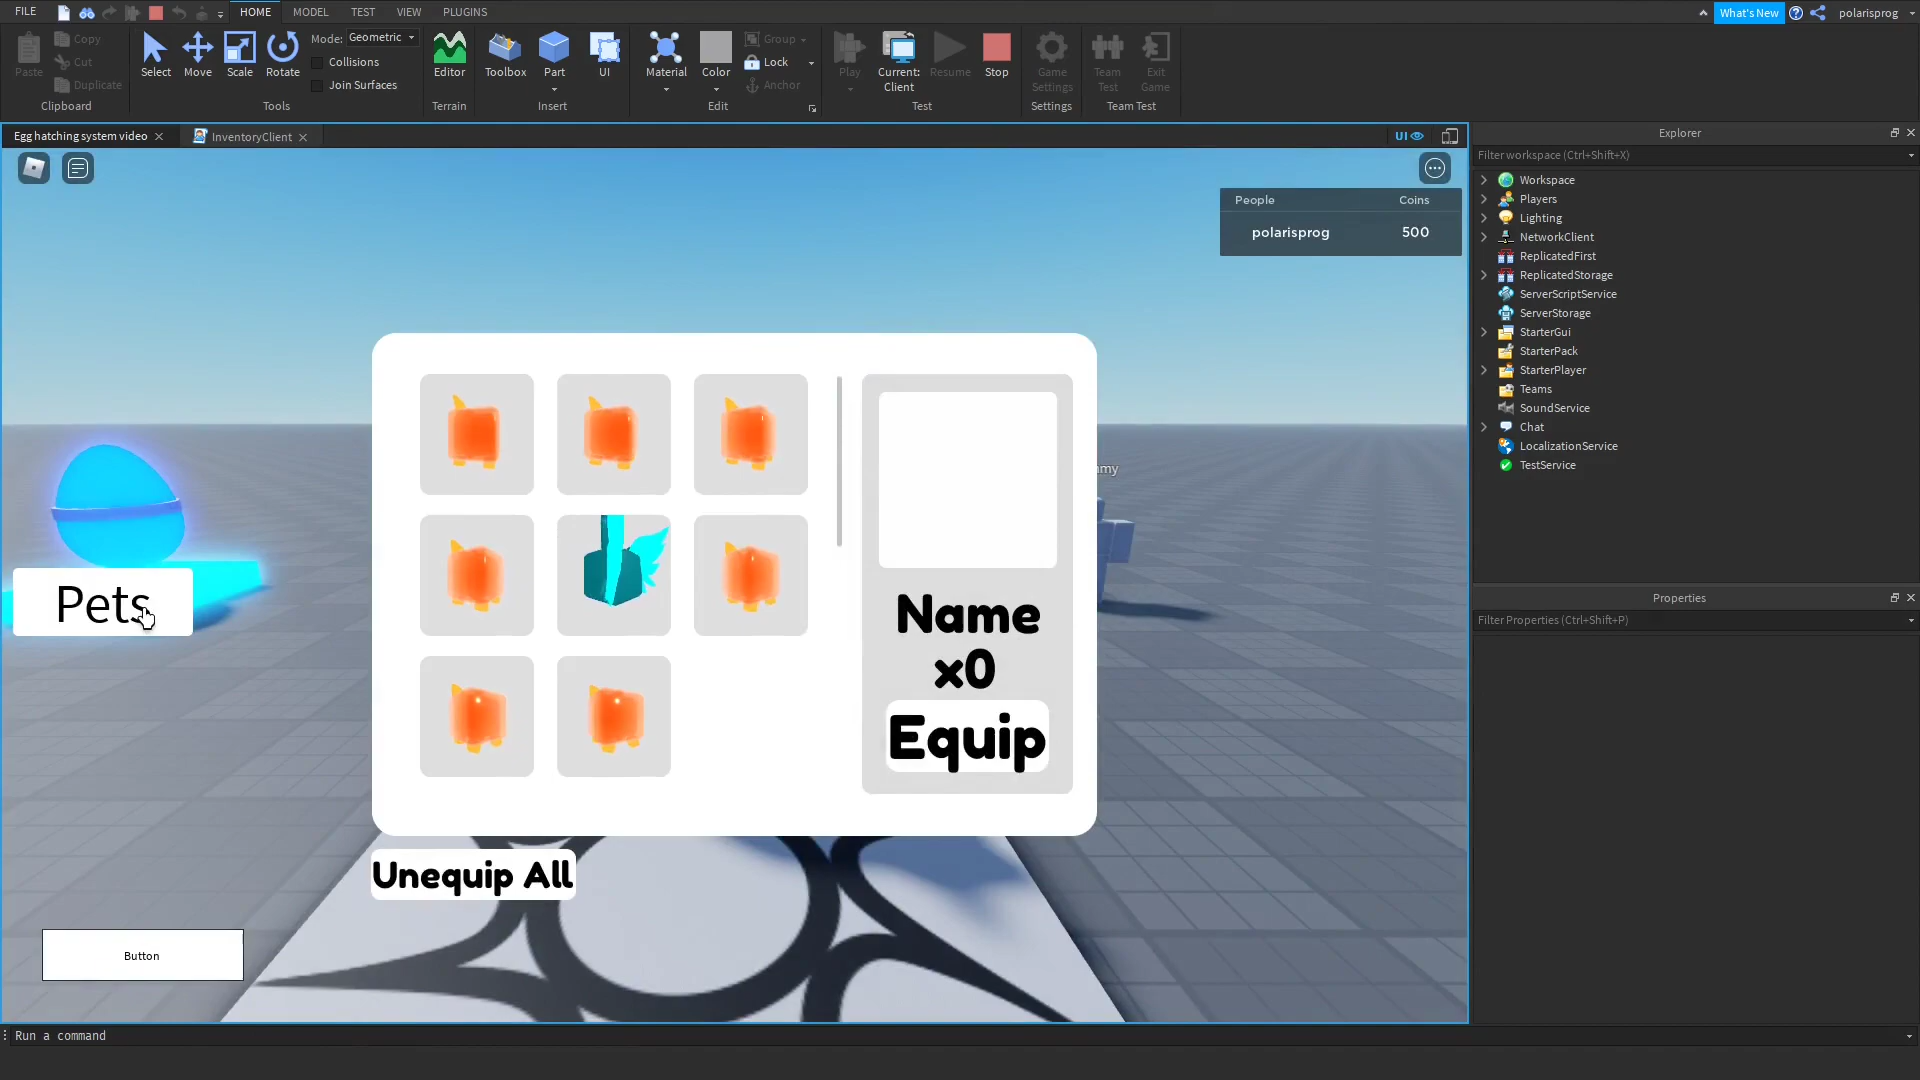 FILE
HOME
MODEL
TEST
VIEW
PLUGINS
What's New
polarisprog
Paste
Copy
Cut
Duplicate
Clipboard
Select
Move
Scale
Rotate
Mode:
Geometric
Collisions
Join Surfaces
Tools
Editor
Terrain
Toolbox
Part
UI
Insert
Material
Color
Group
Lock
Anchor
Edit
Play
Current:
Client
Resume
Stop
Test
Game
Settings
Settings
Team
Test
Exit
Game
Team Test
Egg hatching system video
InventoryClient
UI
People
Coins
polarisprog
500
mmy
Pets
Name
x0
Equip
Unequip All
Button
Explorer
Filter workspace (Ctrl+Shift+X)
Workspace
Players
Lighting
NetworkClient
ReplicatedFirst
ReplicatedStorage
ServerScriptService
ServerStorage
StarterGui
StarterPack
StarterPlayer
Teams
SoundService
Chat
LocalizationService
TestService
Properties
Filter Properties (Ctrl+Shift+P)
Run a command